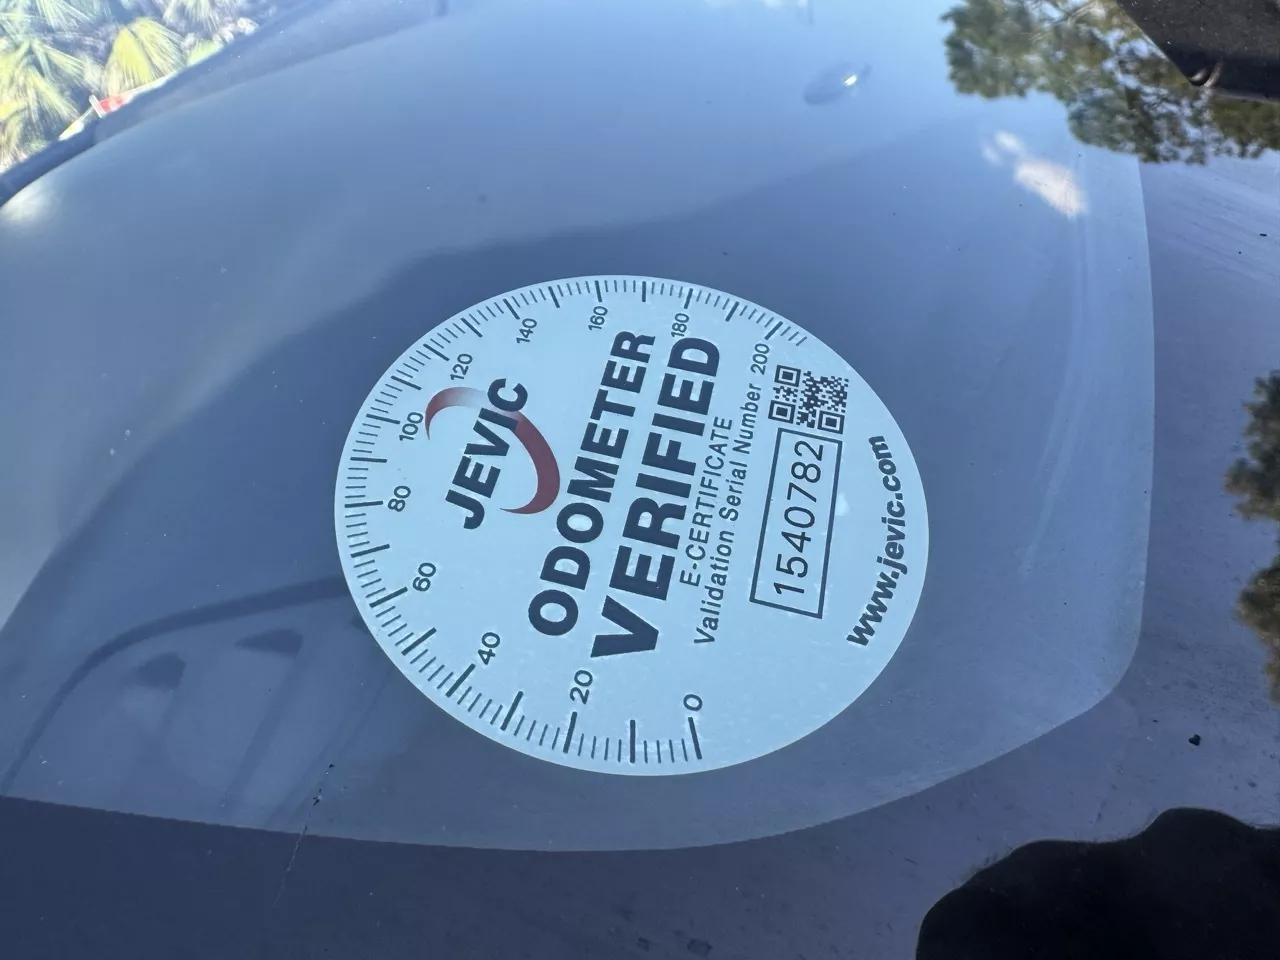 JEVIC
ODOMETER
VERIFIED
E-CERTIFICATE
Validation Serial Number
1540782
www.jevic.com
0
20
40
60
80
100
120
140
160
180
200